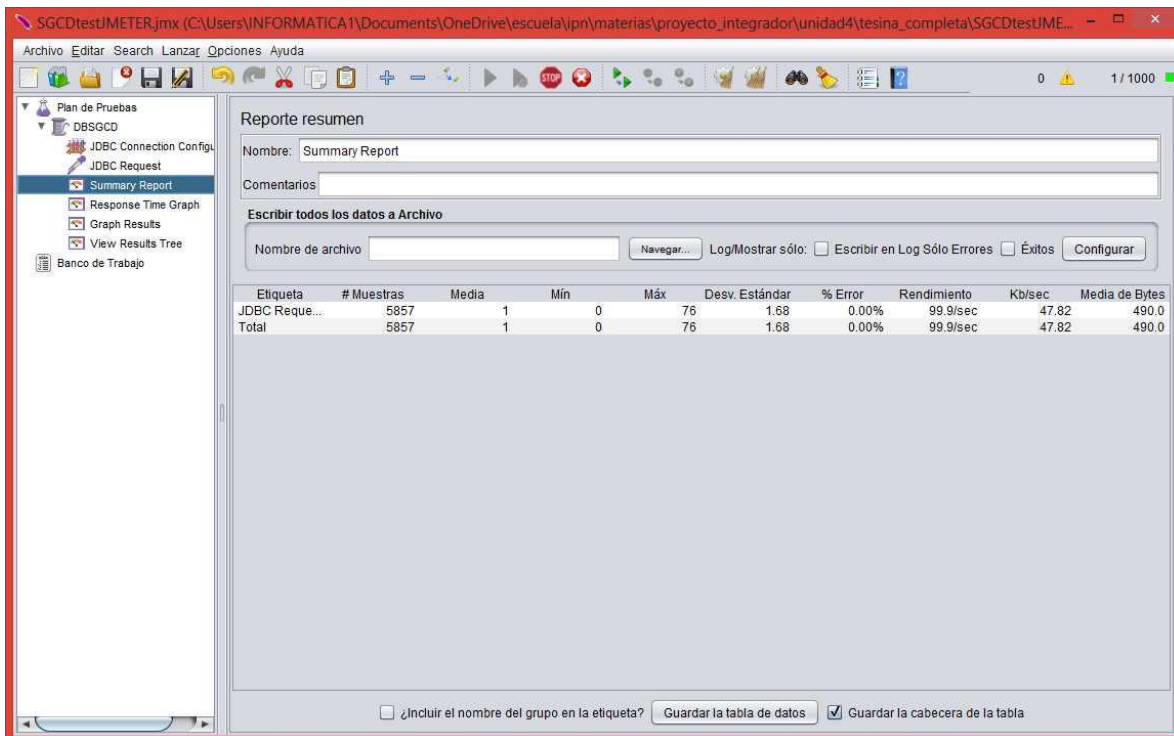 SGCDtestJMETER.jmx (C:\Users\INFORMATICA1\Documents\OneDrive\escuela\ipn\materias\proyecto_integrador\unidad4\tesina_completa\SGCDtestJME...
Archivo Editar Search Lanzar Opciones Ayuda
STOP 0 1 / 1000
Plan de Pruebas
DBSGCD
JDBC Connection Configu
JDBC Request
Summary Report
Response Time Graph
Graph Results
View Results Tree
Banco de Trabajo
Reporte resumen
Nombre: Summary Report
Comentarios
Escribir todos los datos a Archivo
Nombre de archivo Navegar... Log/Mostrar sólo: Escribir en Log Sólo Errores Éxitos Configurar
Etiqueta # Muestras Media Mín Máx Desv. Estándar % Error Rendimiento Kb/sec Media de Bytes
JDBC Reque... 5857 1 0 76 1.68 0.00% 99.9/sec 47.82 490.0
Total 5857 1 0 76 1.68 0.00% 99.9/sec 47.82 490.0
¿Incluir el nombre del grupo en la etiqueta? Guardar la tabla de datos Guardar la cabecera de la tabla